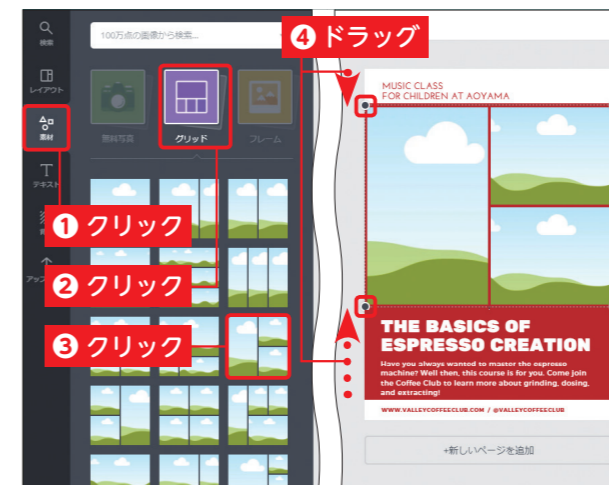 検索
100万点の画像から検索...
❹ドラッグ
レイアウト
素材
無料写真
グリッド
フレーム
テキスト
❶クリック
❷クリック
❸クリック
MUSIC CLASS
FOR CHILDREN AT AOYAMA
THE BASICS OF
ESPRESSO CREATION
Have you always wanted to master the espresso
machine? Well then, this course is for you. Come join
the Coffee Club to learn more about grinding, dosing,
and extracting!
WWW.VALLEYCOFFEECLUB.COM / @VALLEYCOFFEECLUB
+新しいページを追加